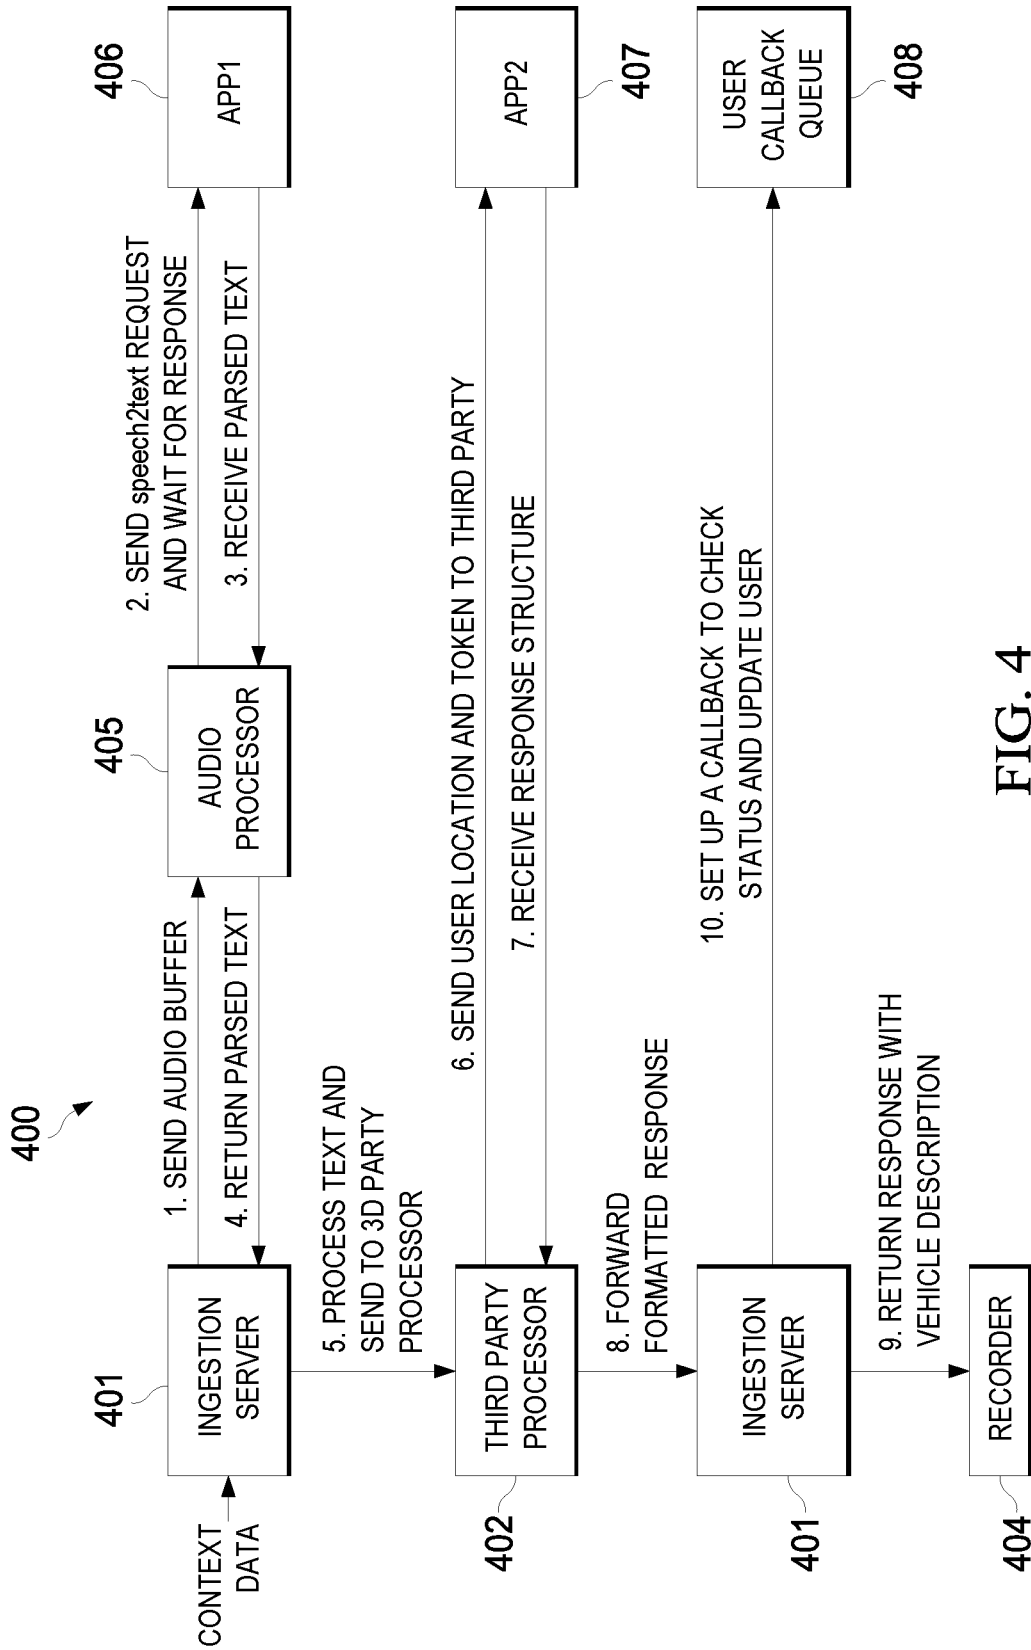 400
CONTEXT
DATA
401
INGESTION
SERVER
1. SEND AUDIO BUFFER
4. RETURN PARSED TEXT
405
AUDIO
PROCESSOR
2. SEND speech2text REQUEST
AND WAIT FOR RESPONSE
3. RECEIVE PARSED TEXT
406
APP1
5. PROCESS TEXT AND
SEND TO 3D PARTY
PROCESSOR
THIRD PARTY
PROCESSOR
402
6. SEND USER LOCATION AND TOKEN TO THIRD PARTY
7. RECEIVE RESPONSE STRUCTURE
APP2
407
8. FORWARD
FORMATTED RESPONSE
INGESTION
SERVER
401
10. SET UP A CALLBACK TO CHECK
STATUS AND UPDATE USER
USER
CALLBACK
QUEUE
408
9. RETURN RESPONSE WITH
VEHICLE DESCRIPTION
RECORDER
404
FIG. 4